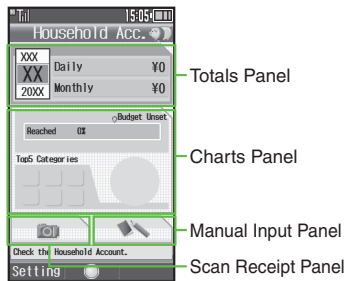 15:05
Household Acc.
XXX
XX
20XX
Daily ¥0
Monthly ¥0
Totals Panel
Budget Unset
Reached 0%
Top5 Categories
Charts Panel
Manual Input Panel
Check the Household Account.
Scan Receipt Panel
Setting